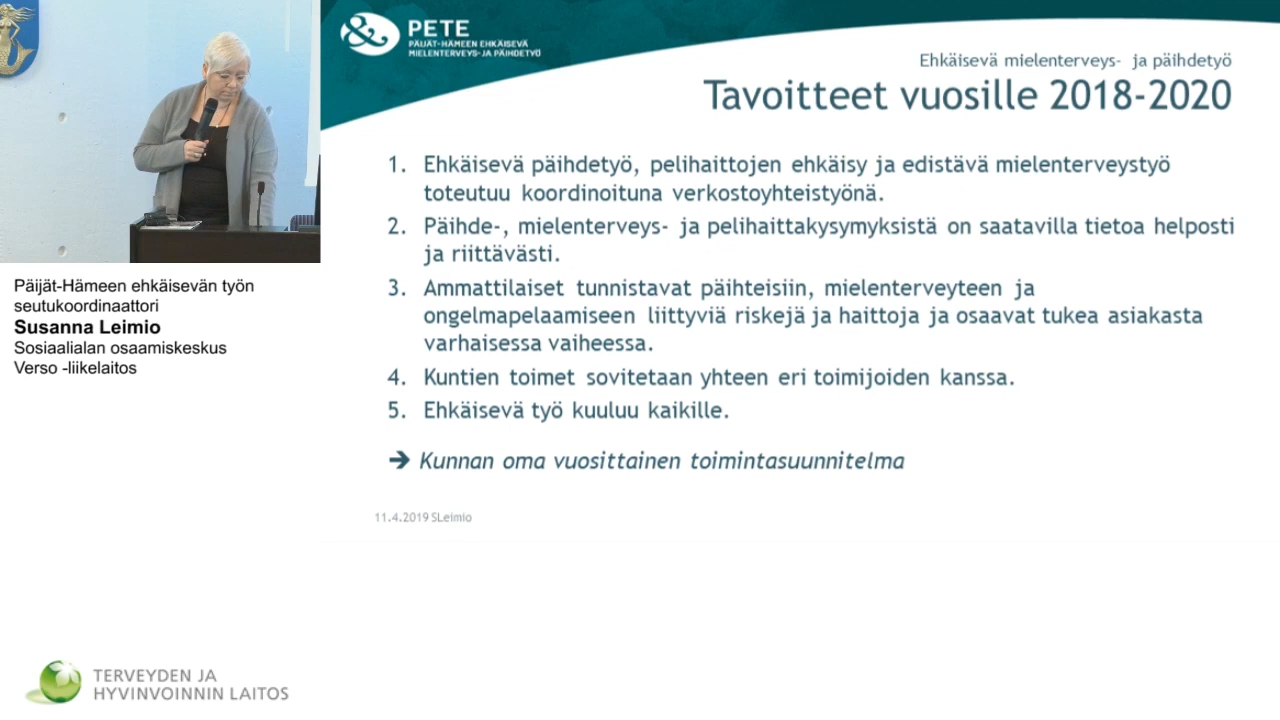 PETE
PÄIJÄT-HÄMEEN EHKÄISEVÄ
MIELENTERVEYS- JA PÄIHDETYÖ
Ehkäisevä mielenterveys- ja päihdetyö
Tavoitteet vuosille 2018-2020
1. Ehkäisevä päihdetyö, pelihaittojen ehkäisy ja edistävä mielenterveystyö
toteutuu koordinoituna verkostoyhteistyönä.
2. Päihde-, mielenterveys- ja pelihaittakysymyksistä on saatavilla tietoa helposti
ja riittävästi.
3. Ammattilaiset tunnistavat päihteisiin, mielenterveyteen ja
ongelmapelaamiseen liittyviä riskejä ja haittoja ja osaavat tukea asiakasta
varhaisessa vaiheessa.
4. Kuntien toimet sovitetaan yhteen eri toimijoiden kanssa.
5. Ehkäisevä työ kuuluu kaikille.
➔ Kunnan oma vuosittainen toimintasuunnitelma
11.4.2019 SLeimio
Päijät-Hämeen ehkäisevän työn
seutukoordinaattori
Susanna Leimio
Sosiaalialan osaamiskeskus
Verso -liikelaitos
TERVEYDEN JA
HYVINVOINNIN LAITOS